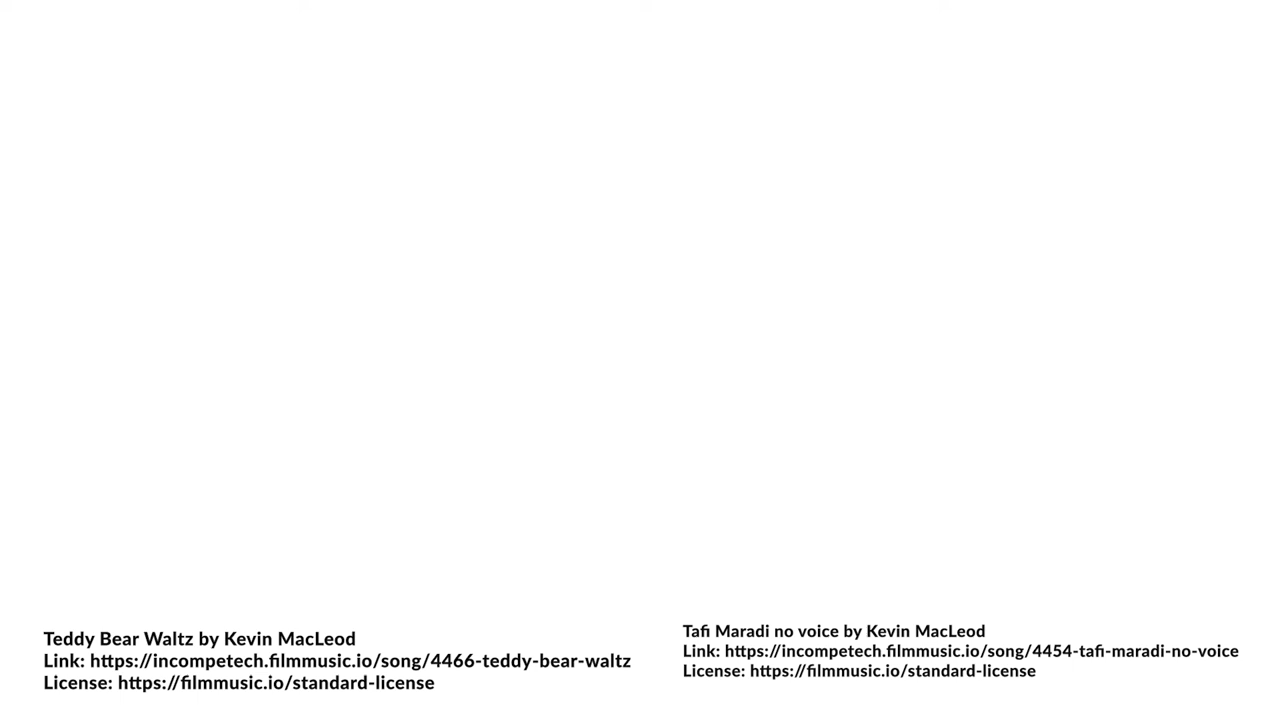 Teddy Bear Waltz by Kevin MacLeod
Link: https://incompetech.filmmusic.io/song/4466-teddy-bear-waltz
License: https://filmmusic.io/standard-license
Tafi Maradi no voice by Kevin MacLeod
Link: https://incompetech.filmmusic.io/song/4454-tafi-maradi-no-voice
License: https://filmmusic.io/standard-license